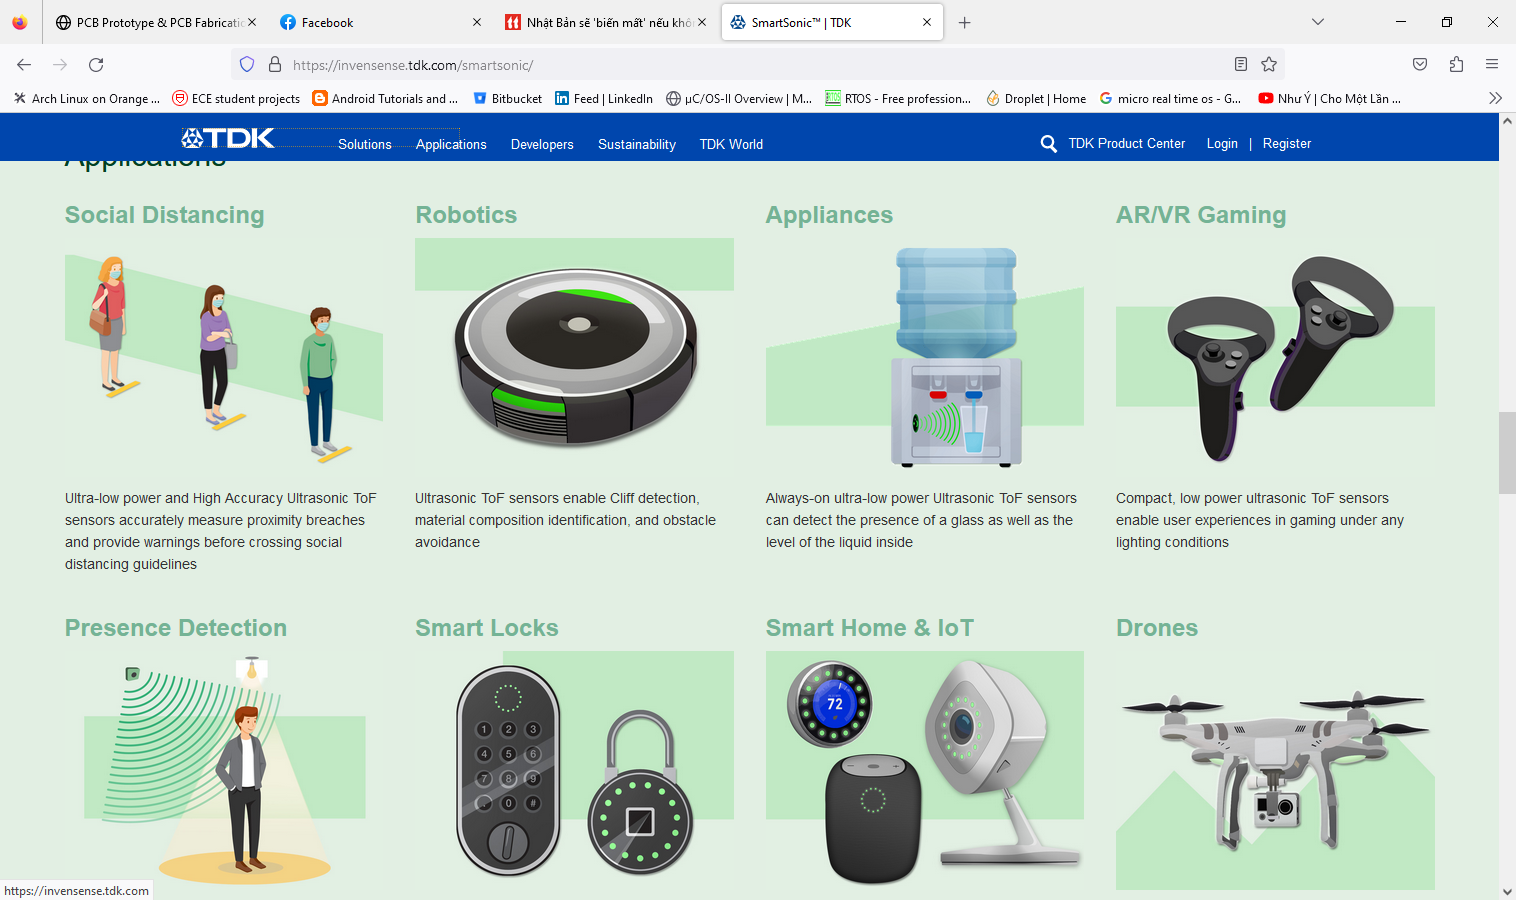 PCB Prototype & PCB Fabricatio
Facebook
Nhật Bản sẽ 'biến mất' nếu khô
SmartSonic™ | TDK
https://invensense.tdk.com/smartsonic/
Arch Linux on Orange ...
ECE student projects
Android Tutorials and ...
Bitbucket
Feed | LinkedIn
µC/OS-II Overview | M...
RTOS - Free profession...
Droplet | Home
micro real time os - G...
Như Ý | Cho Một Lần ...
TDK
Solutions
Applications
Developers
Sustainability
TDK World
TDK Product Center
Login | Register
Applications
Social Distancing
Robotics
Appliances
AR/VR Gaming
Ultra-low power and High Accuracy Ultrasonic ToF
sensors accurately measure proximity breaches
and provide warnings before crossing social
distancing guidelines
Ultrasonic ToF sensors enable Cliff detection,
material composition identification, and obstacle
avoidance
Always-on ultra-low power Ultrasonic ToF sensors
can detect the presence of a glass as well as the
level of the liquid inside
Compact, low power ultrasonic ToF sensors
enable user experiences in gaming under any
lighting conditions
Presence Detection
Smart Locks
Smart Home & IoT
Drones
1 2 3
4 5 6
7 8 9
0 #
72
https://invensense.tdk.com